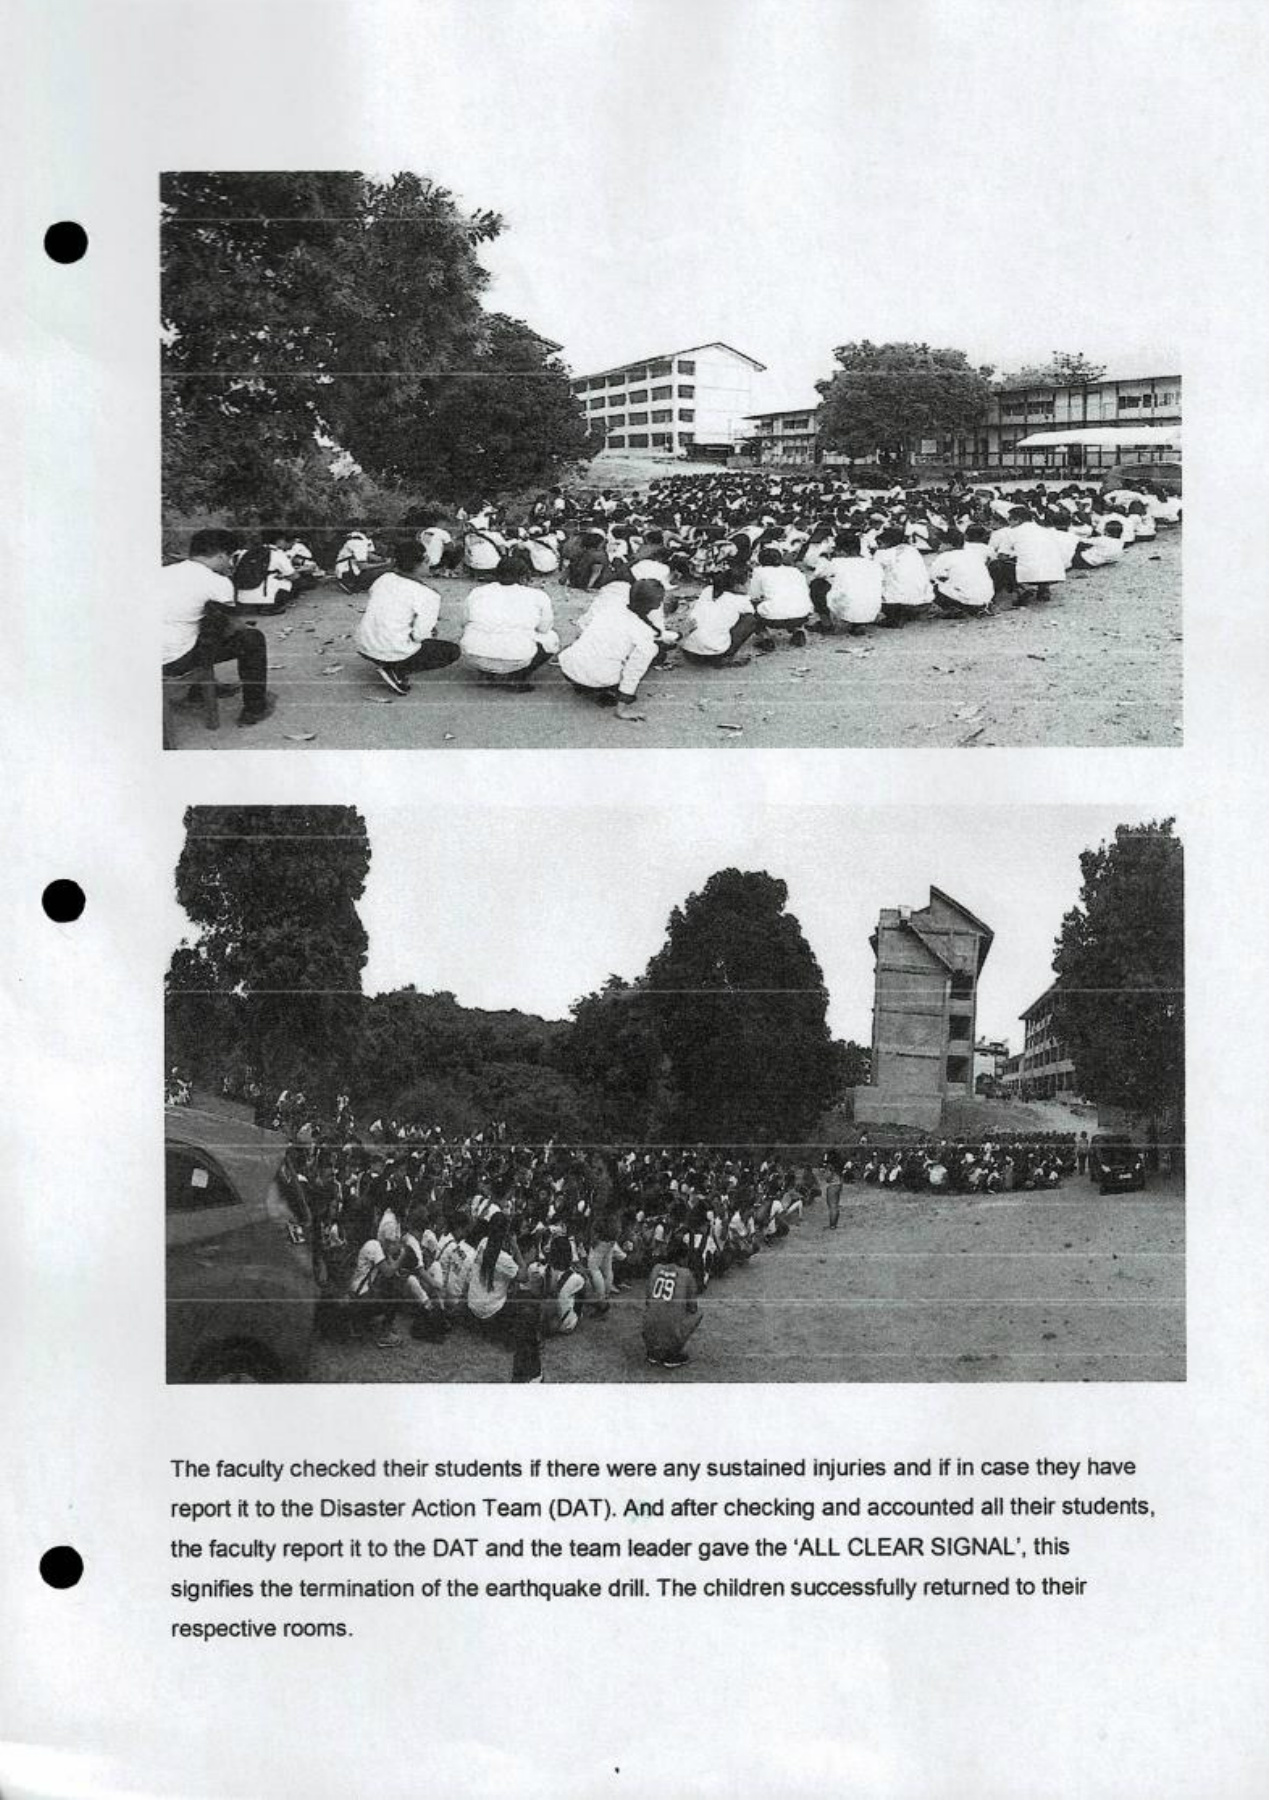 09
The faculty checked their students if there were any sustained injuries and if in case they have
report it to the Disaster Action Team (DAT). And after checking and accounted all their students,
the faculty report it to the DAT and the team leader gave the ‘ALL CLEAR SIGNAL’, this
signifies the termination of the earthquake drill. The children successfully returned to their
respective rooms.